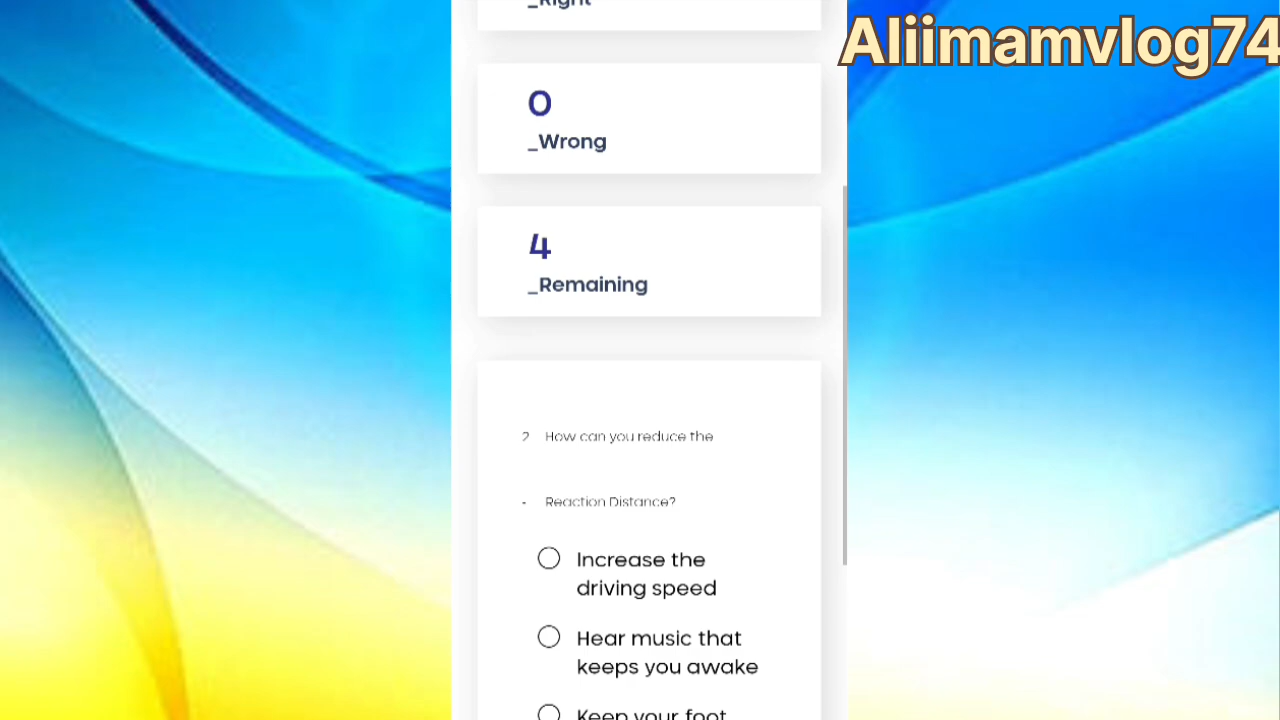 _Right
Aliimamvlog74
0
_Wrong
4
_Remaining
2 How can you reduce the
- Reaction Distance?
Increase the
driving speed
Hear music that
keeps you awake
Keep your foot